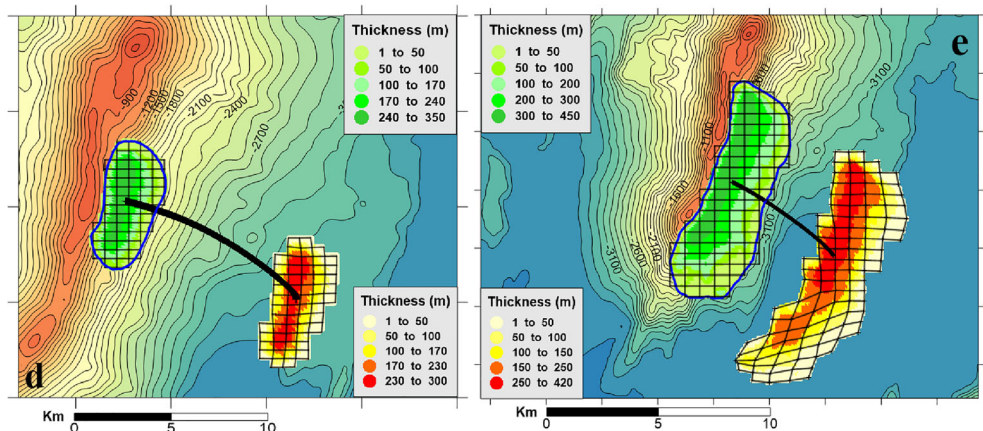 Thickness (m)
1 to 50
50 to 100
100 to 170
170 to 240
240 to 350
-900
-1200
-1500
-1800
-2100
-2400
-2700
Thickness (m)
1 to 50
50 to 100
100 to 170
170 to 230
230 to 300
d
Km
0 5 10
Thickness (m)
1 to 50
50 to 100
100 to 200
200 to 300
300 to 450
e
-3100
-1100
-1600
-2100
-2600
-3100
-3100
Thickness (m)
1 to 50
50 to 100
100 to 150
150 to 250
250 to 420
Km
0 5 10